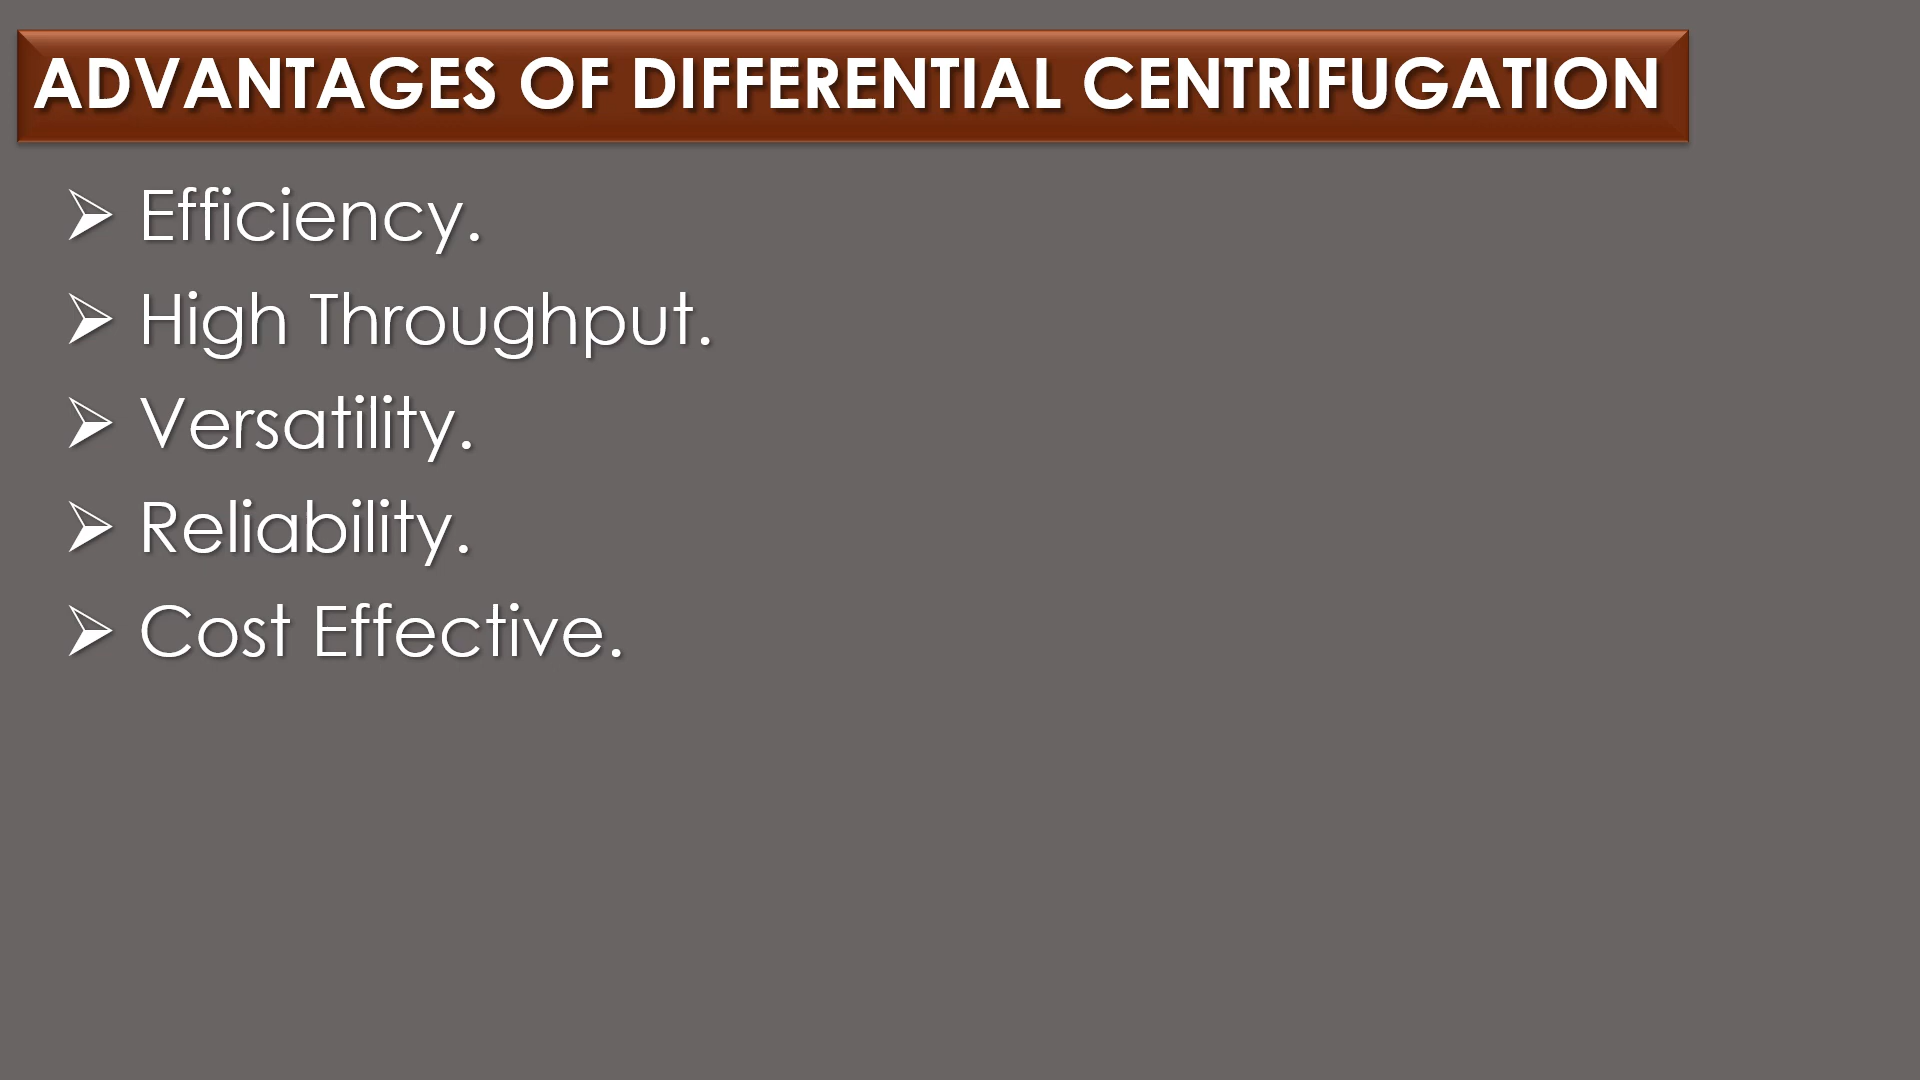 ADVANTAGES OF DIFFERENTIAL CENTRIFUGATION
➢ Efficiency.
➢ High Throughput.
➢ Versatility.
➢ Reliability.
➢ Cost Effective.